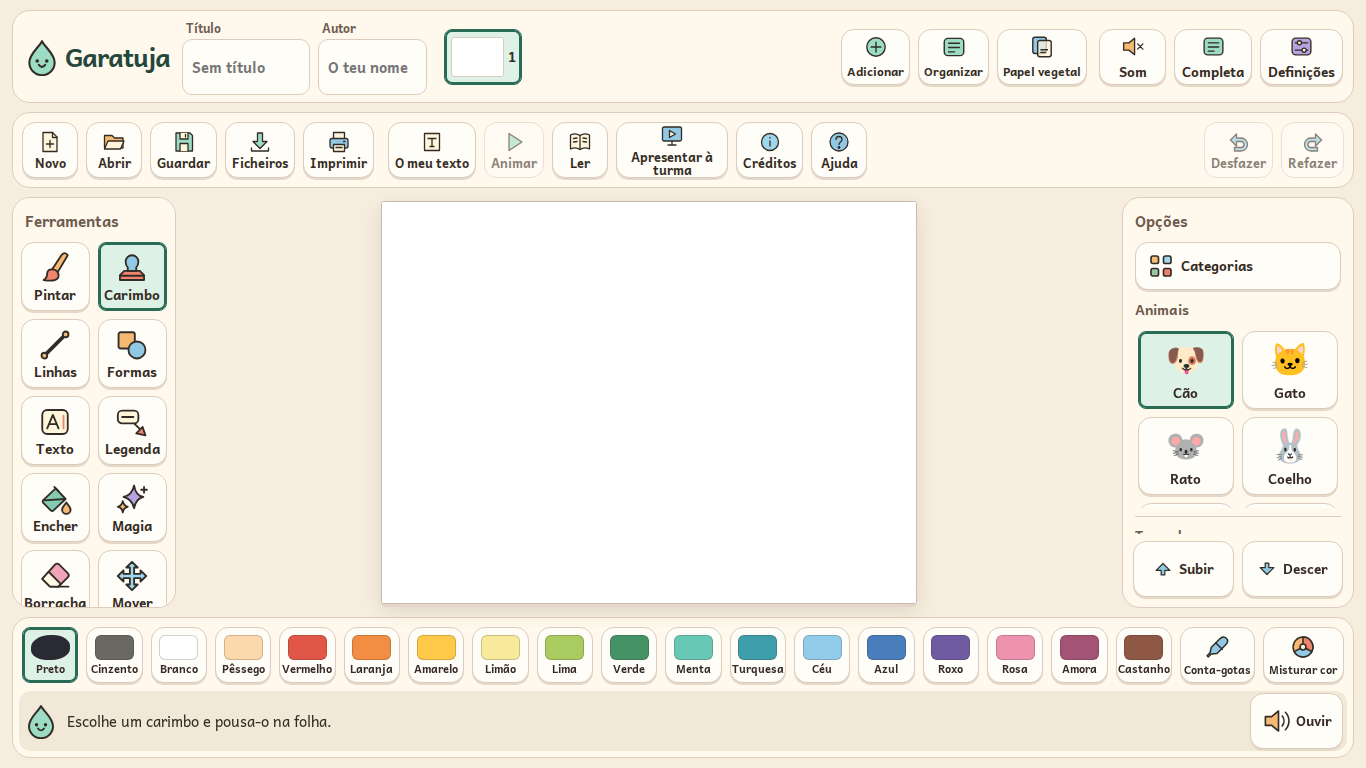 Garatuja
Título
Sem título
Autor
O teu nome
1
Adicionar
Organizar
Papel vegetal
Som
Completa
Definições
Novo
Abrir
Guardar
Ficheiros
Imprimir
O meu texto
Animar
Ler
Apresentar à
turma
Créditos
Ajuda
Desfazer
Refazer
Ferramentas
Pintar
Carimbo
Linhas
Formas
Texto
Legenda
Encher
Magia
Borracha
Mover
Opções
Categorias
Animais
Cão
Gato
Rato
Coelho
Subir
Descer
Preto
Cinzento
Branco
Pêssego
Vermelho
Laranja
Amarelo
Limão
Lima
Verde
Menta
Turquesa
Céu
Azul
Roxo
Rosa
Amora
Castanho
Conta-gotas
Misturar cor
Escolhe um carimbo e pousa-o na folha.
Ouvir